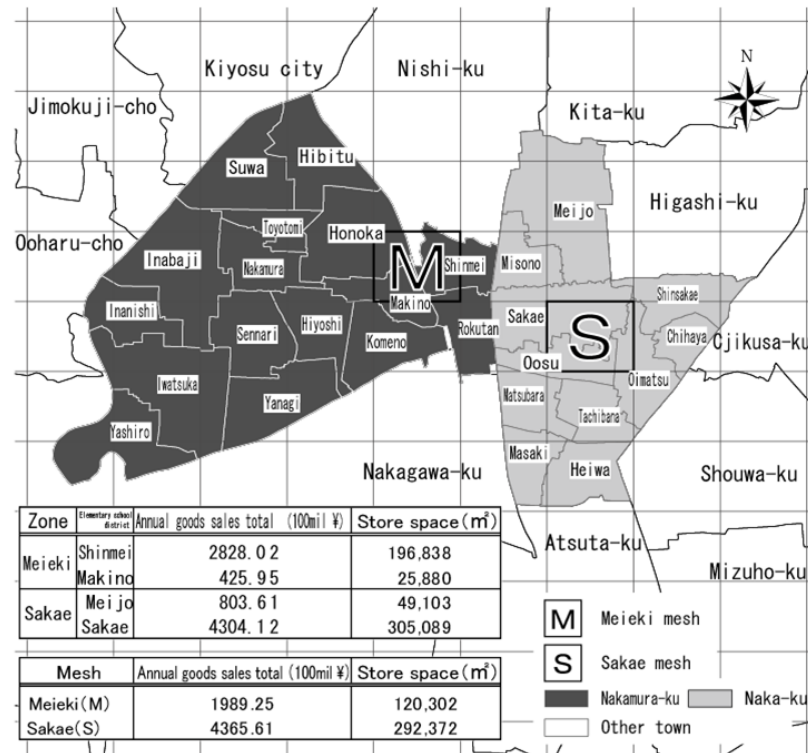 Kiyosu city
Nishi-ku
N
Jimokuji-cho
Kita-ku
Suwa
Hibitu
Meijo
Higashi-ku
Ooharu-cho
Toyotomi
Honoka
M
Shinmei
Misono
Inabaji
Nakamura
Makino
Shinsakae
Inanishi
Sennari
Hiyoshi
Komeno
Rokutan
Sakae
S
Chihaya
Cjikusa-ku
Oosu
Oimatsu
Iwatsuka
Yanagi
Matsubara
Tachibana
Yashiro
Masaki
Heiwa
Nakagawa-ku
Shouwa-ku
Atsuta-ku
Mizuho-ku
Zone Elementary school district Annual goods sales total (100mil ¥) Store space(㎡)
Meieki Shinmei 2828.02 196,838
Makino 425.95 25,880
Sakae Meijo 803.61 49,103
Sakae 4304.12 305,089
Mesh Annual goods sales total (100mil ¥) Store space(㎡)
Meieki(M) 1989.25 120,302
Sakae(S) 4365.61 292,372
M Meieki mesh
S Sakae mesh
Nakamura-ku Naka-ku
Other town